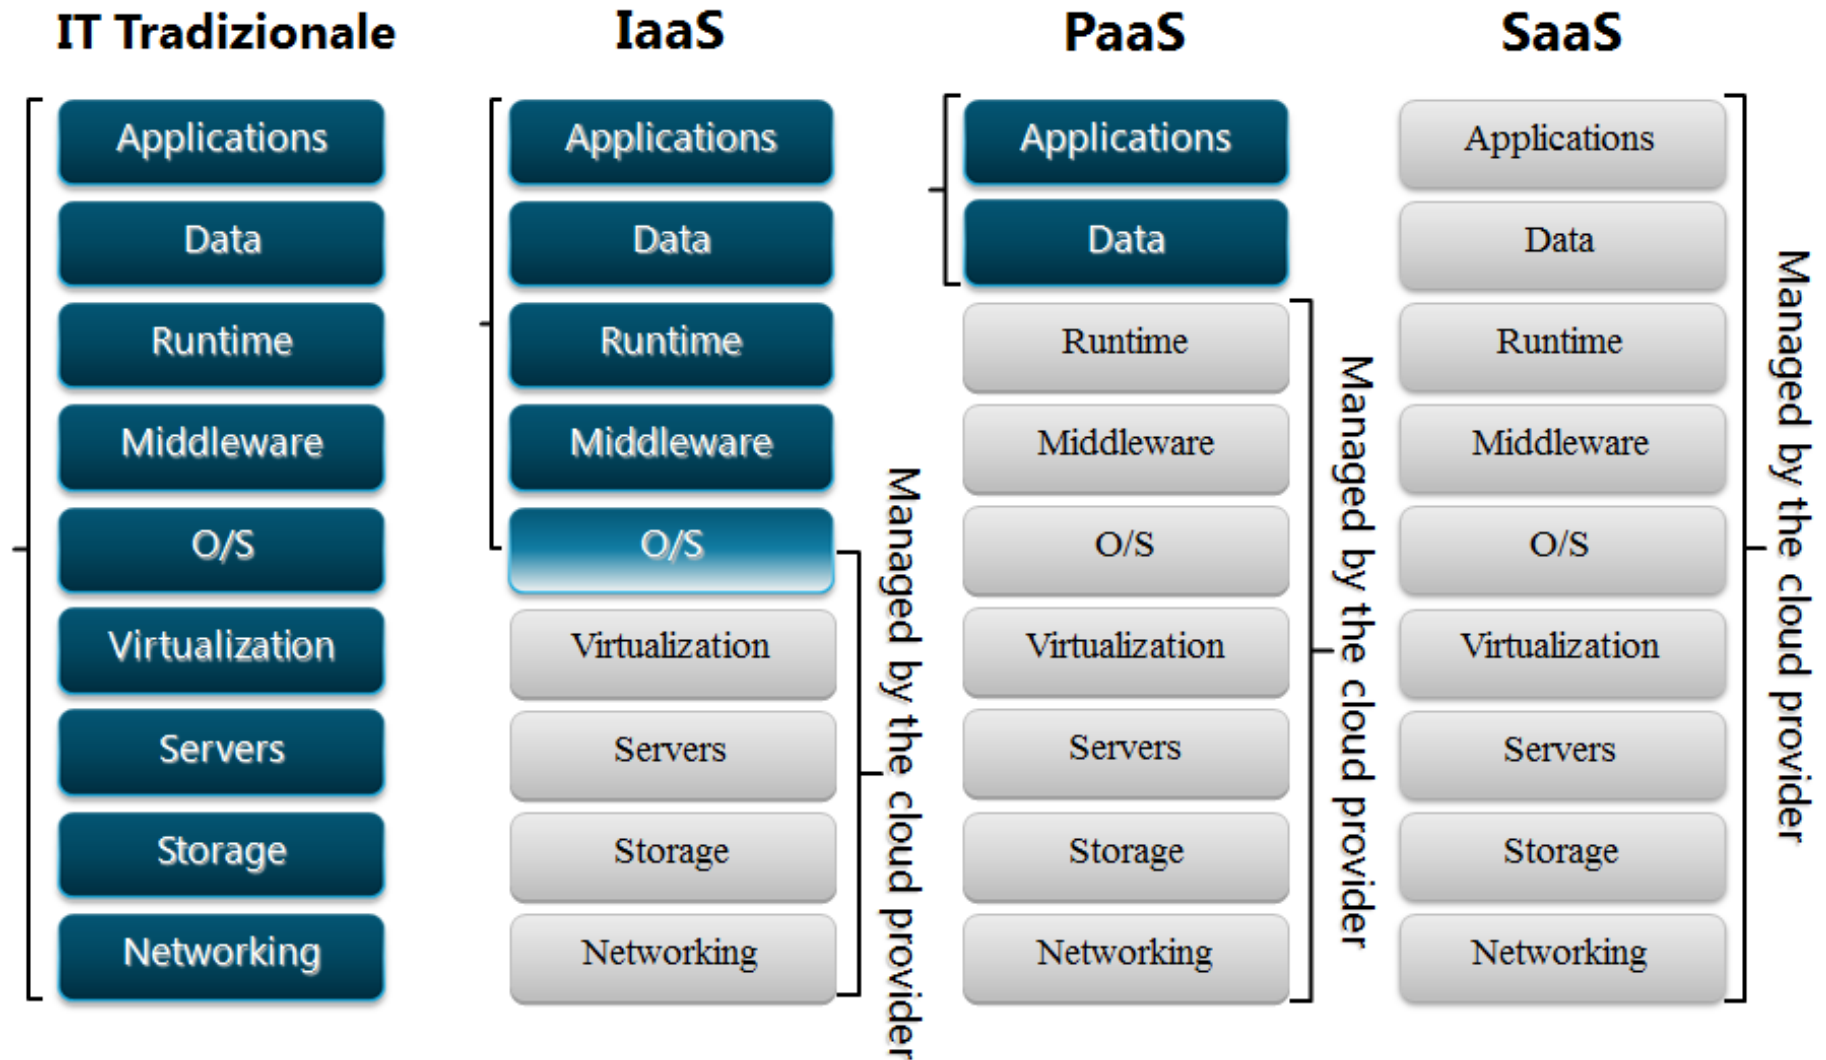 IT Tradizionale
Applications
Data
Runtime
Middleware
O/S
Virtualization
Servers
Storage
Networking
IaaS
Applications
Data
Runtime
Middleware
O/S
Virtualization
Servers
Storage
Networking
Managed by the cloud provider
PaaS
Applications
Data
Runtime
Middleware
O/S
Virtualization
Servers
Storage
Networking
Managed by the cloud provider
SaaS
Applications
Data
Runtime
Middleware
O/S
Virtualization
Servers
Storage
Networking
Managed by the cloud provider